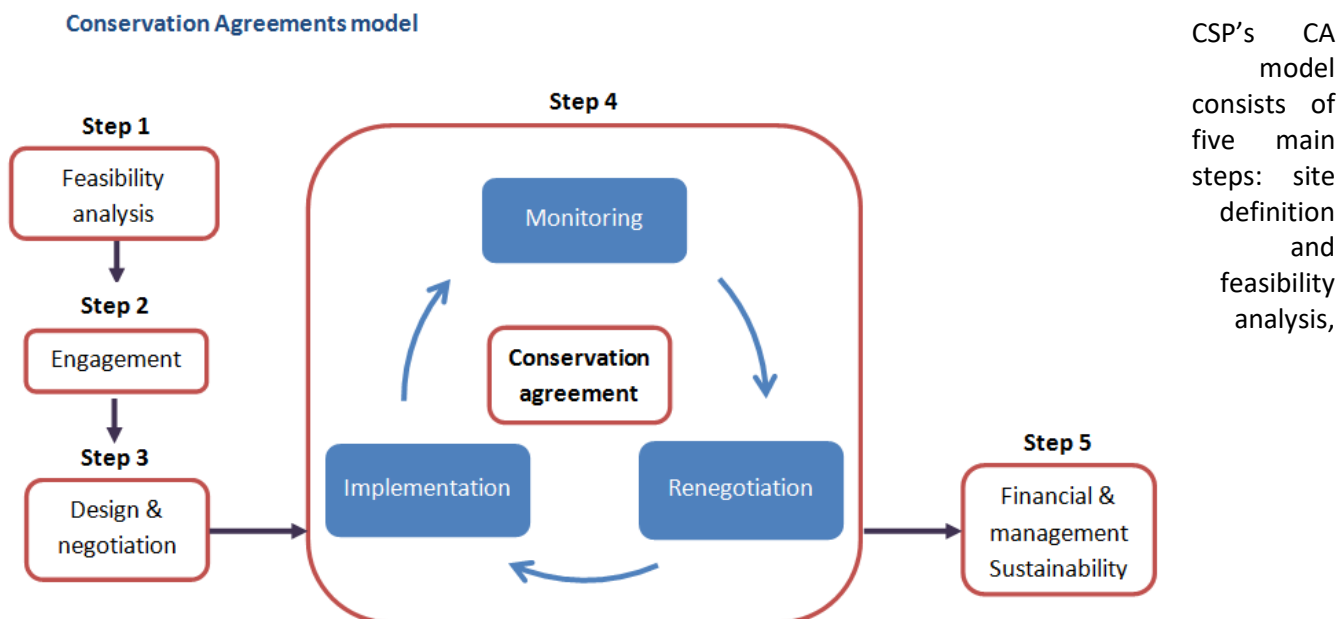 Conservation Agreements model
Step 1
Feasibility
analysis
Step 2
Engagement
Step 3
Design &
negotiation
Step 4
Monitoring
Conservation
agreement
Implementation
Renegotiation
Step 5
Financial &
management
Sustainability
CSP’s CA
model
consists of
five main
steps: site
definition
and
feasibility
analysis,